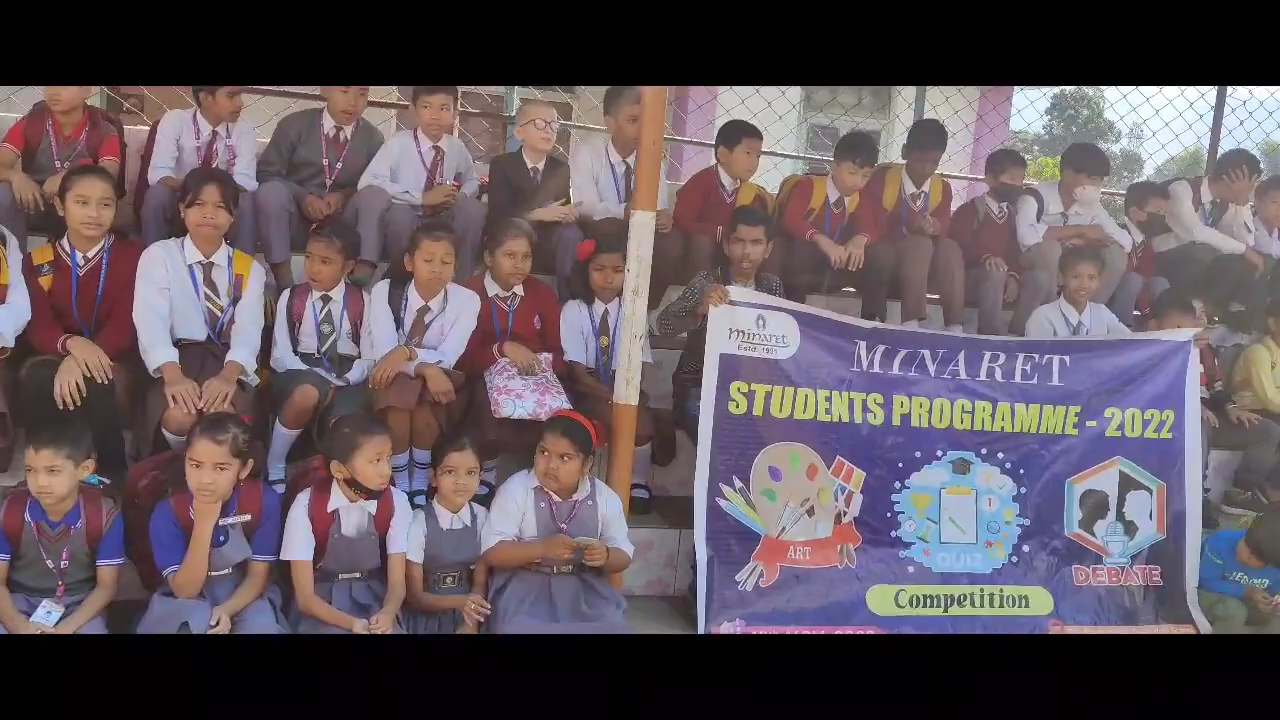 minaret
Estd: 1991
MINARET
STUDENTS PROGRAMME - 2022
ART
QUIZ
DEBATE
Competition